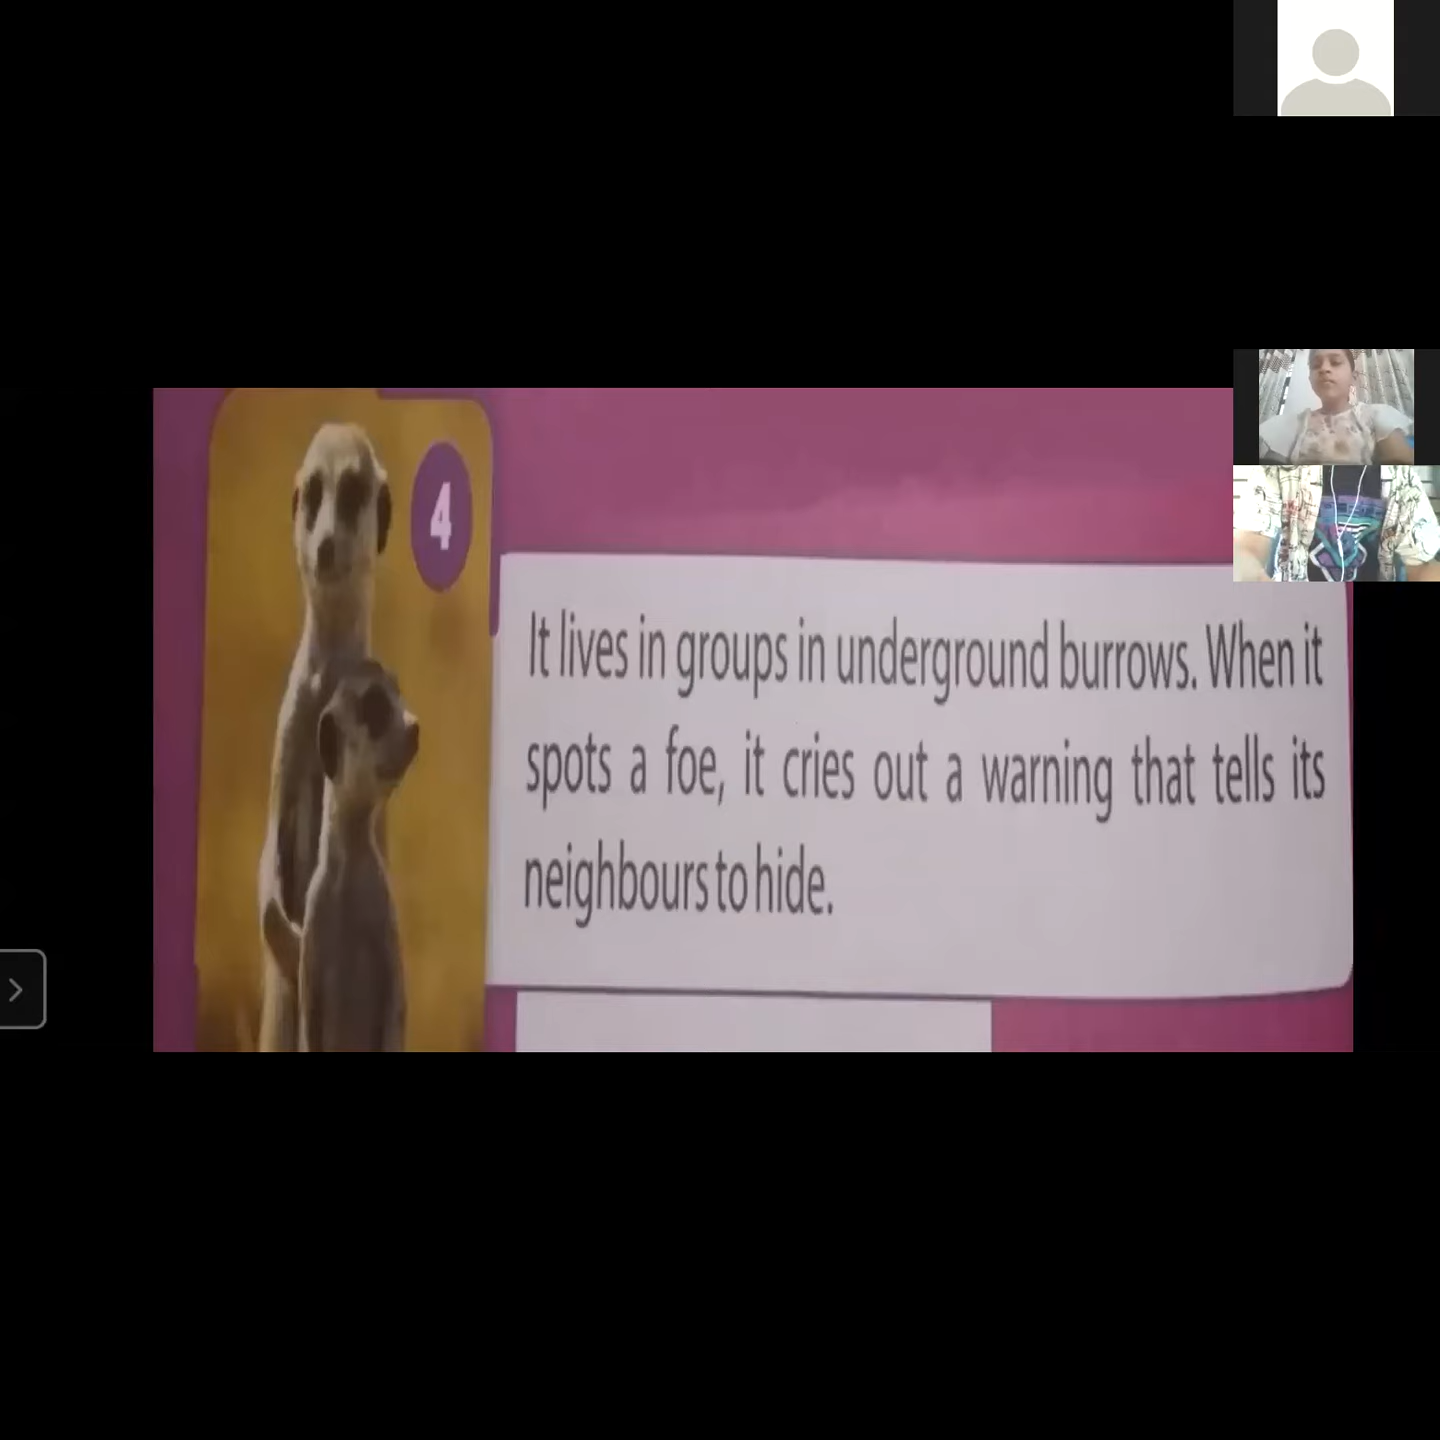 4
It lives in groups in underground burrows. When it
spots a foe, it cries out a warning that tells its
neighbours to hide.